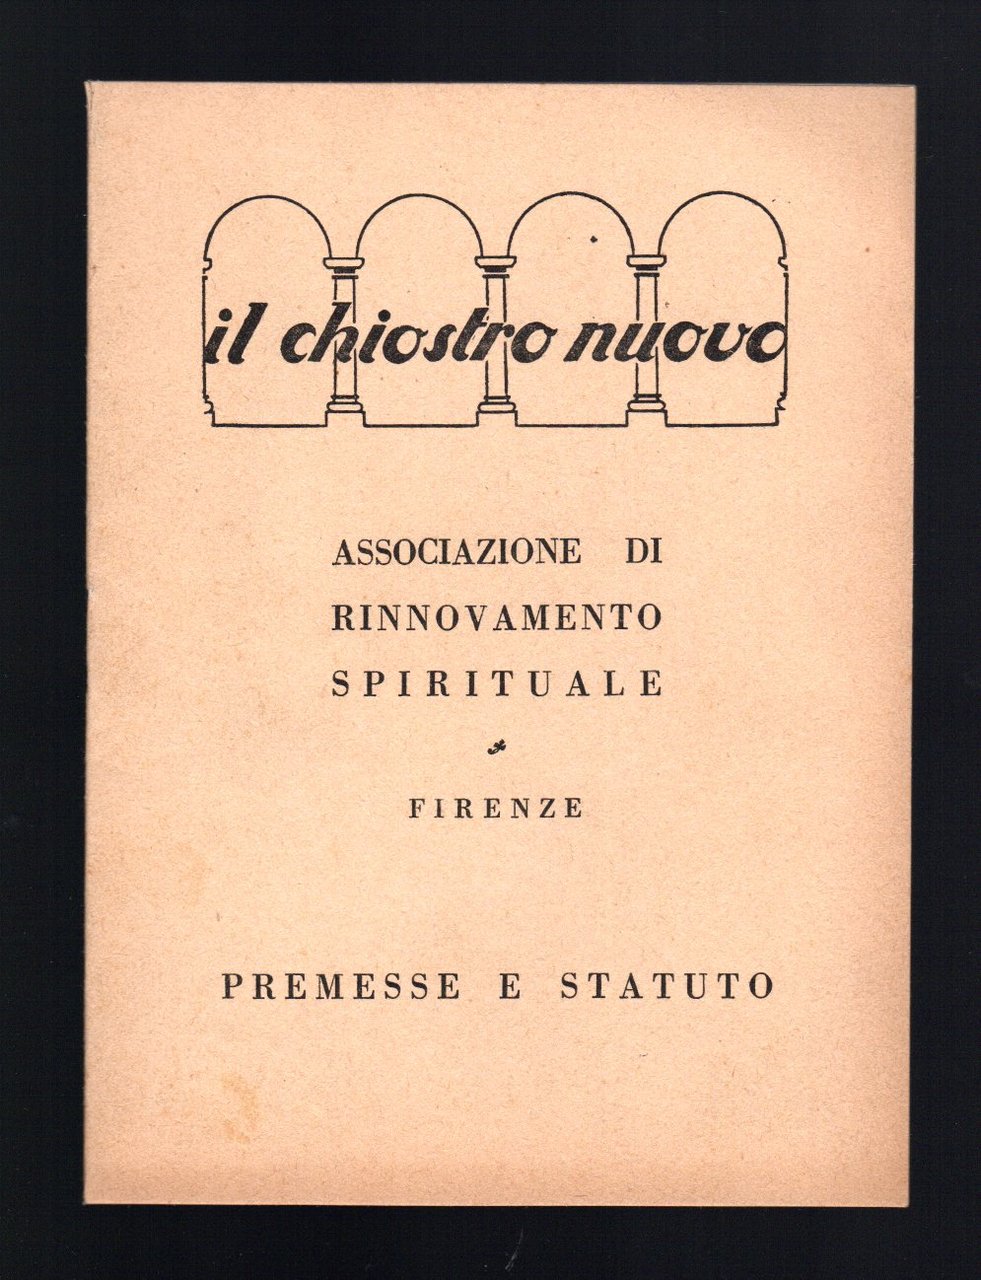 il chiostro nuovo
ASSOCIAZIONE DI
RINNOVAMENTO
SPIRITUALE
FIRENZE
PREMESSE E STATUTO